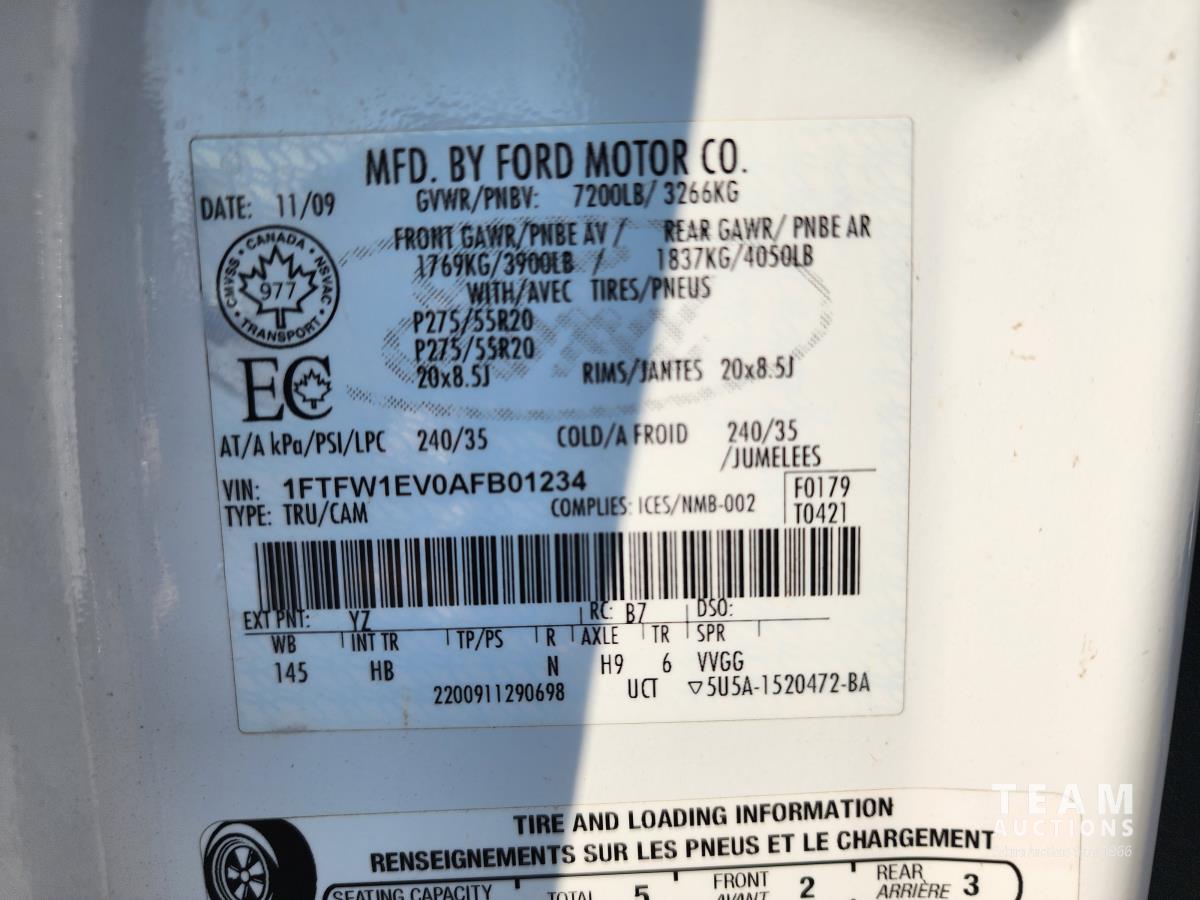 MFD. BY FORD MOTOR CO.
DATE: 11/09 GVWR/PNBV: 7200LB/ 3266KG
FRONT GAWR/PNBE AV / REAR GAWR/ PNBE AR
1769KG/3900LB / 1837KG/4050LB
WITH/AVEC TIRES/PNEUS
CANADA
CMVSS NSVAC
977
TRANSPORT
P275/55R20
P275/55R20
EC
20x8.5J RIMS/JANTES 20x8.5J
AT/A kPa/PSI/LPC 240/35 COLD/A FROID 240/35
/JUMELEES
VIN: 1FTFW1EV0AFB01234
F0179
TYPE: TRU/CAM COMPLIES: ICES/NMB-002 T0421
EXT PNT: YZ RC: B7 DSO:
WB INT TR TP/PS R AXLE TR SPR
145 HB N H9 6 VVGG
2200911290698 UCT ▽5U5A-1520472-BA
TIRE AND LOADING INFORMATION
RENSEIGNEMENTS SUR LES PNEUS ET LE CHARGEMENT
SEATING CAPACITY TOTAL 5 FRONT AVANT 2 REAR ARRIÈRE 3
TEAM
AUCTIONS